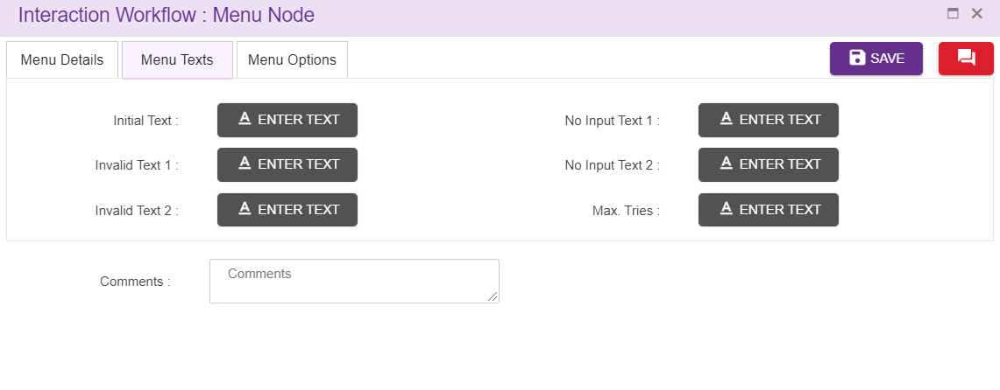 Interaction Workflow : Menu Node
Menu Details Menu Texts Menu Options SAVE
Initial Text : A ENTER TEXT No Input Text 1 : A ENTER TEXT
Invalid Text 1 : A ENTER TEXT No Input Text 2 : A ENTER TEXT
Invalid Text 2 : A ENTER TEXT Max. Tries : A ENTER TEXT
Comments : Comments